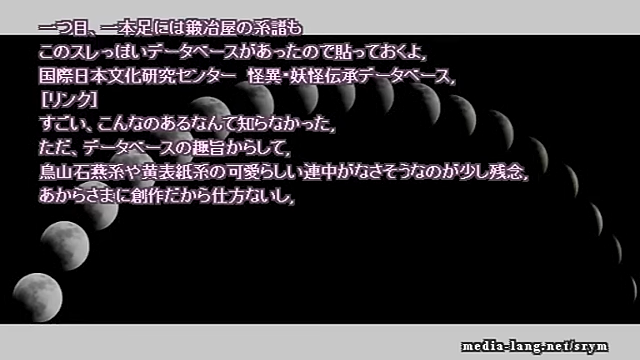 一つ目、一本足には鍛冶屋の系譜も
このスレっぽいデータベースがあったので貼っておくよ,
国際日本文化研究センター　怪異・妖怪伝承データベース,
［リンク］
すごい、こんなのあるなんて知らなかった,
ただ、データベースの趣旨からして,
鳥山石燕系や黄表紙系の可愛らしい連中がなさそうなのが少し残念,
あからさまに創作だから仕方ないし,
media-lang-net/srym